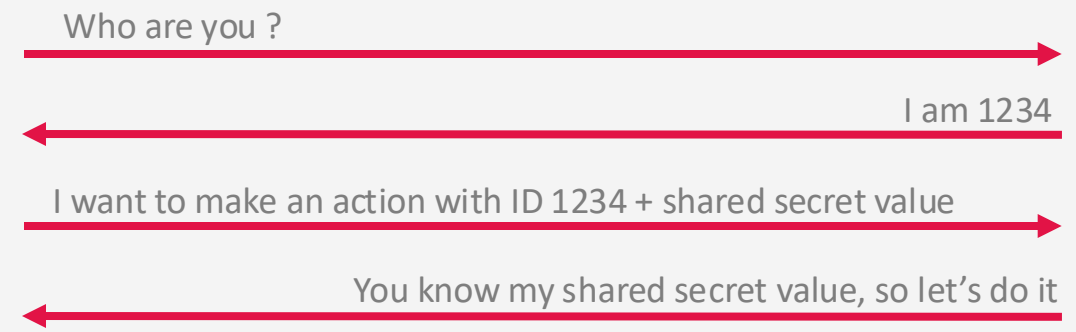 Who are you ?
I am 1234
I want to make an action with ID 1234 + shared secret value
You know my shared secret value, so let’s do it